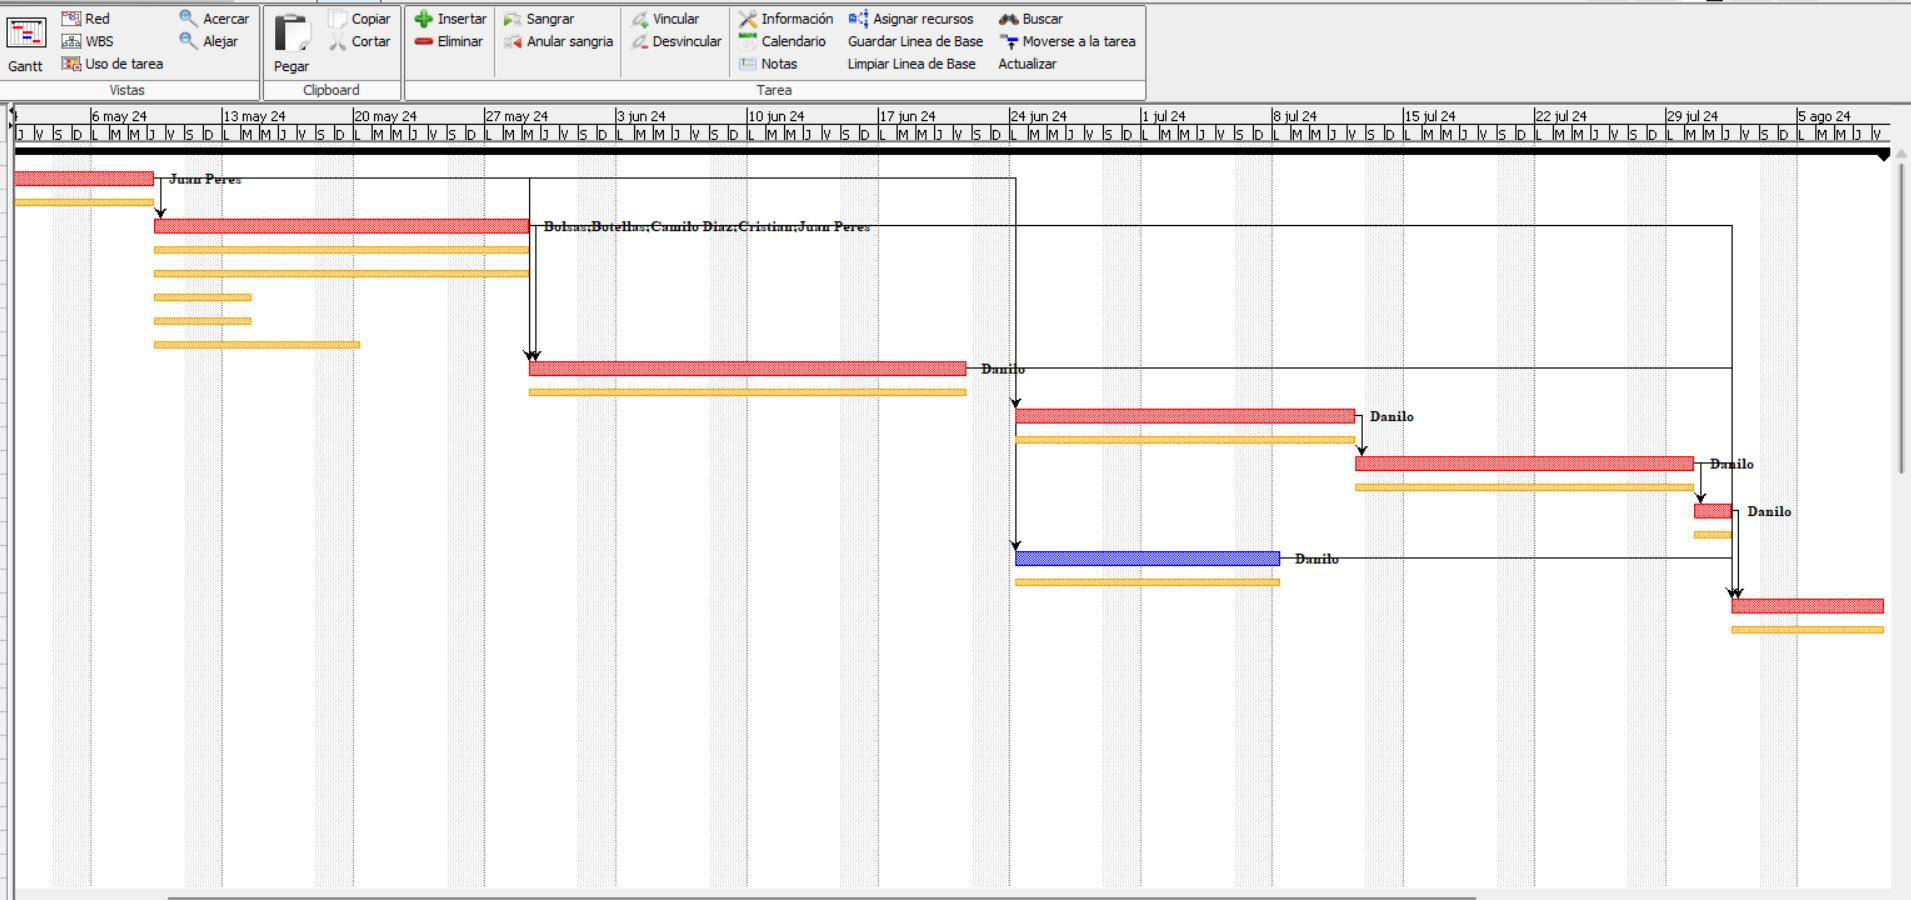 Red
Acercar
WBS
Alejar
Gantt
Uso de tarea
Vistas
Copiar
Cortar
Pegar
Clipboard
Insertar
Sangrar
Vincular
Información
Asignar recursos
Buscar
Eliminar
Anular sangria
Desvincular
Calendario
Guardar Linea de Base
Moverse a la tarea
Notas
Limpiar Linea de Base
Actualizar
Tarea
6 may 24 13 may 24 20 may 24 27 may 24 3 jun 24 10 jun 24 17 jun 24 24 jun 24 1 jul 24 8 jul 24 15 jul 24 22 jul 24 29 jul 24 5 ago 24
J V S D L M M J V S D L M M J V S D L M M J V S D L M M J V S D L M M J V S D L M M J V S D L M M J V S D L M M J V S D L M M J V S D L M M J V S D L M M J V S D L M M J V S D L M M J V S D L M M J V
Juan Peres
Bolsas;Botellas;Camilo Diaz;Cristian;Juan Peres
Danilo
Danilo
Danilo
Danilo
Danilo